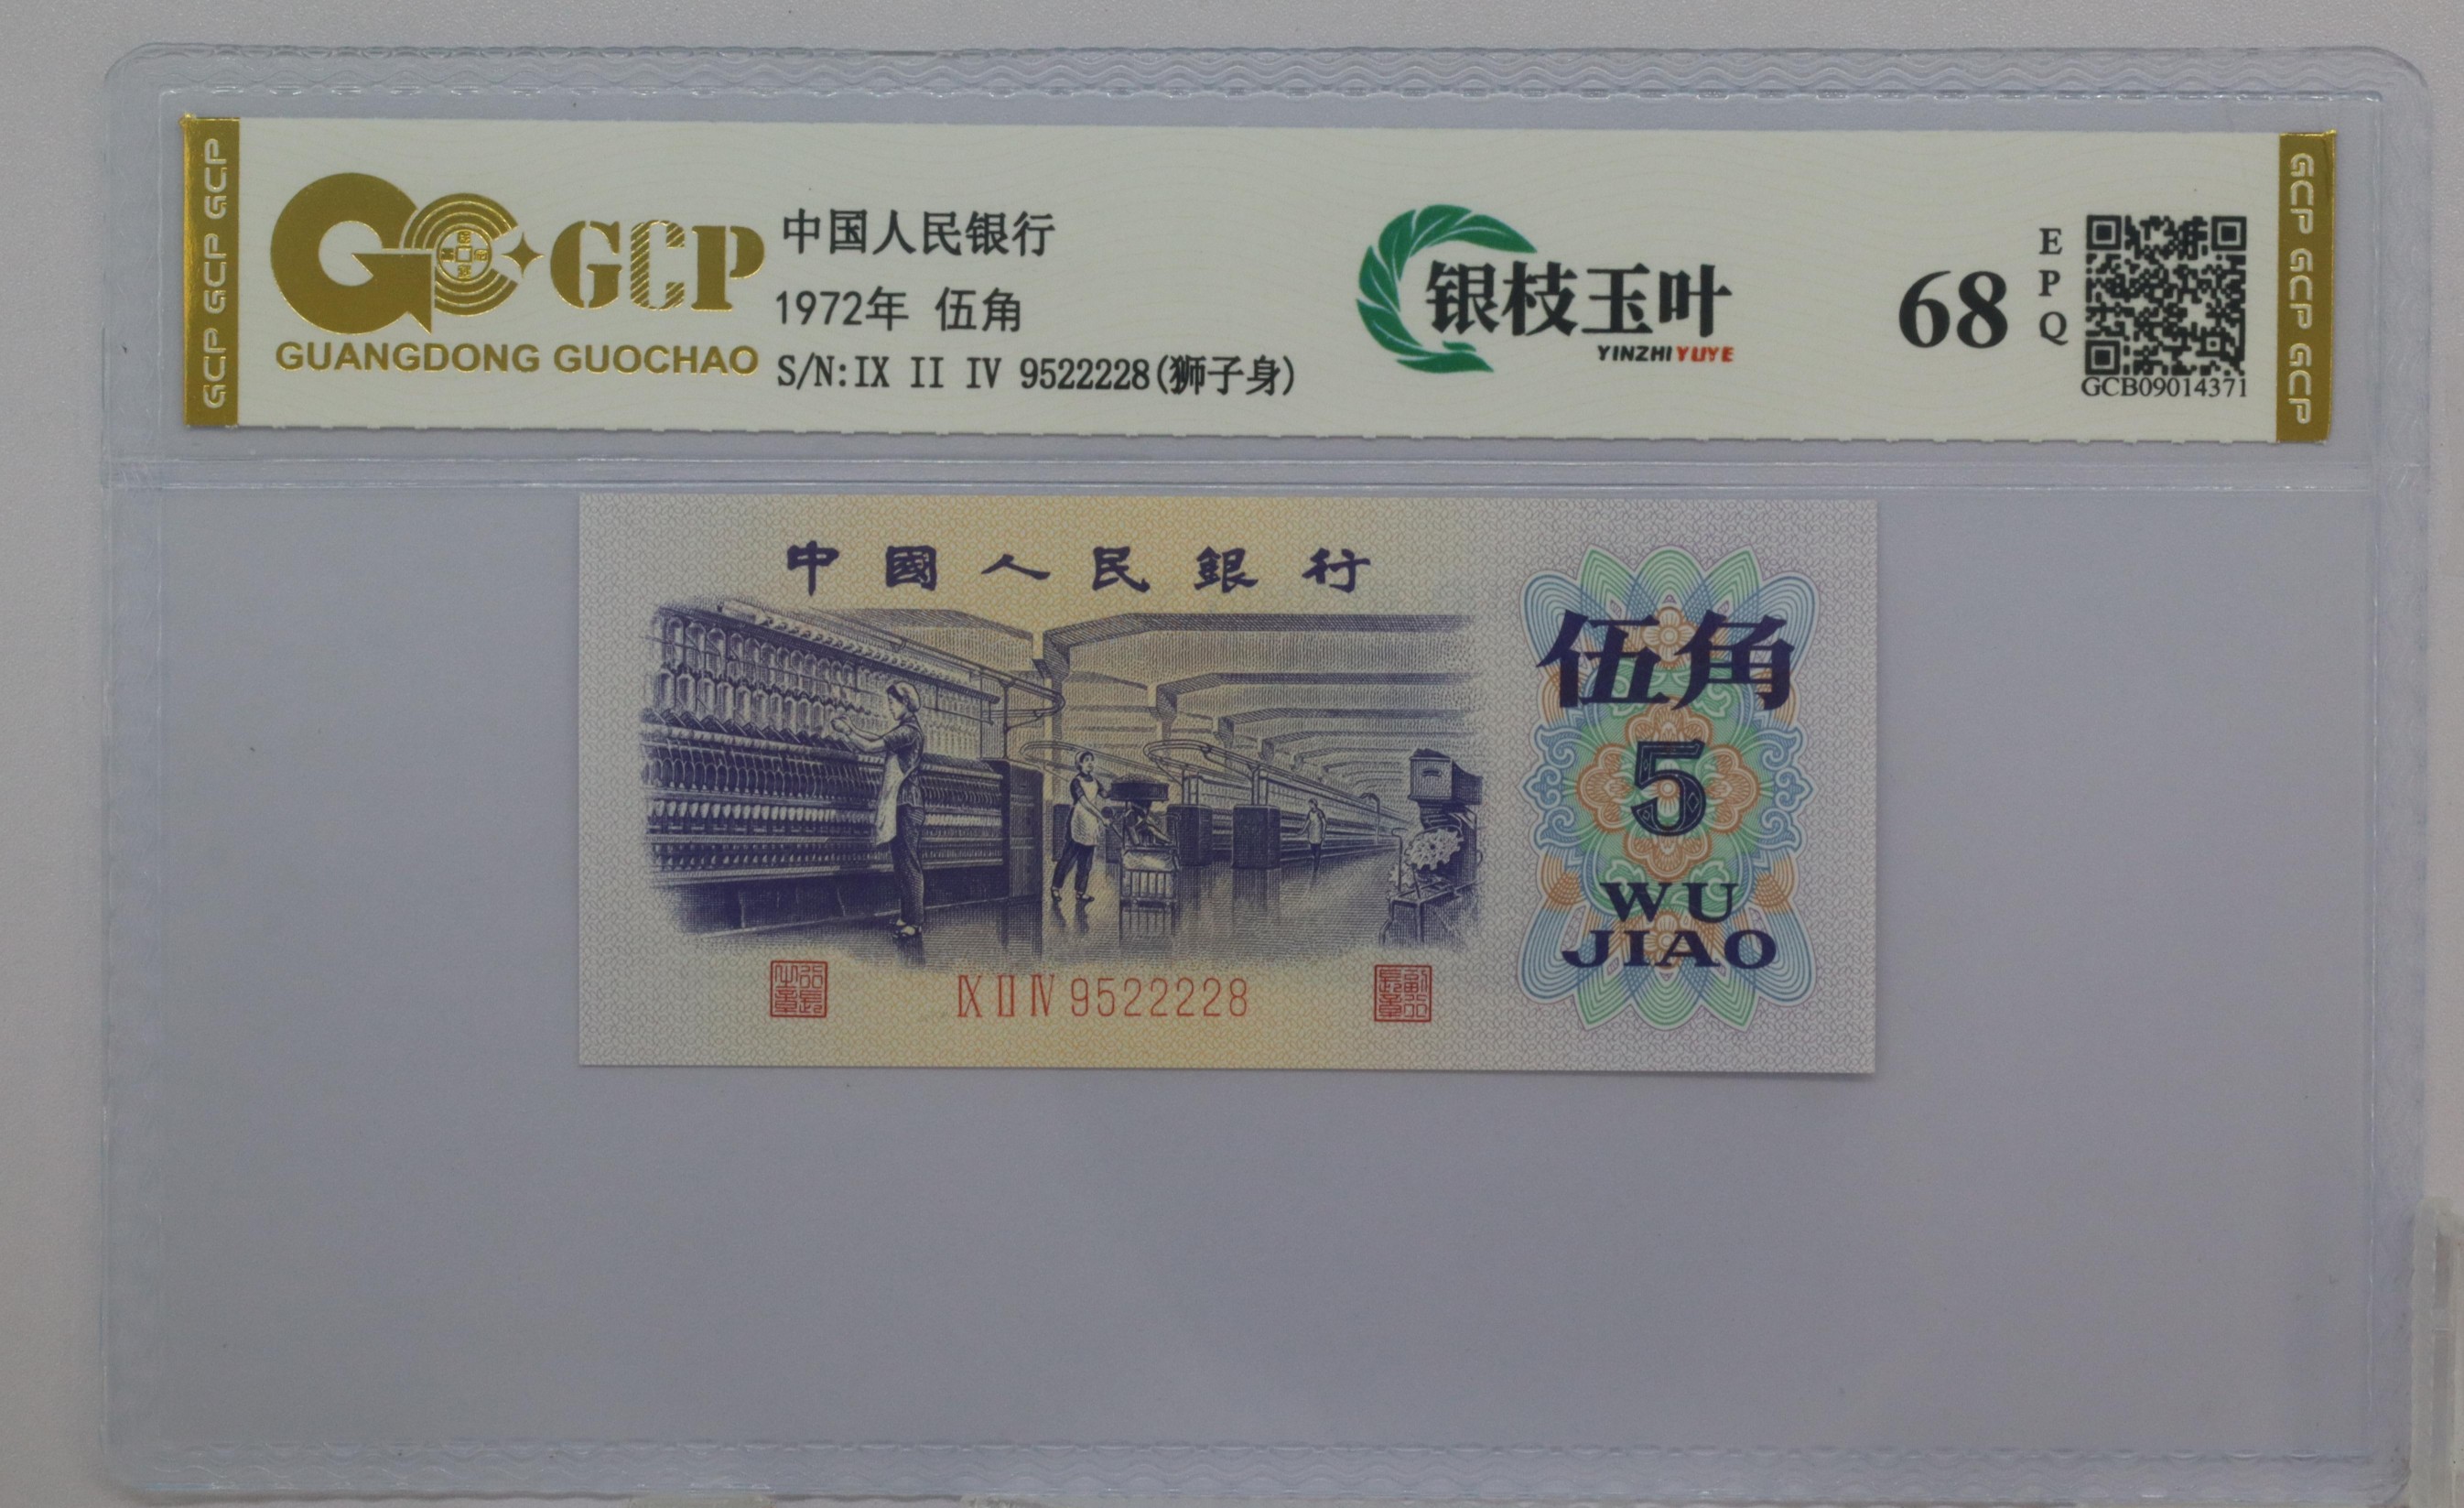 GCP GCP GCP
GCP
GUANGDONG GUOCHAO
中国人民银行
1972年 伍角
S/N:IX II IV 9522228(狮子身)
银枝玉叶
YINZHI YUYE
68
E
P
Q
GCB09014371
GCP GCP GCP
中國人民銀行
伍角
5
WU
JIAO
IX II IV 9522228